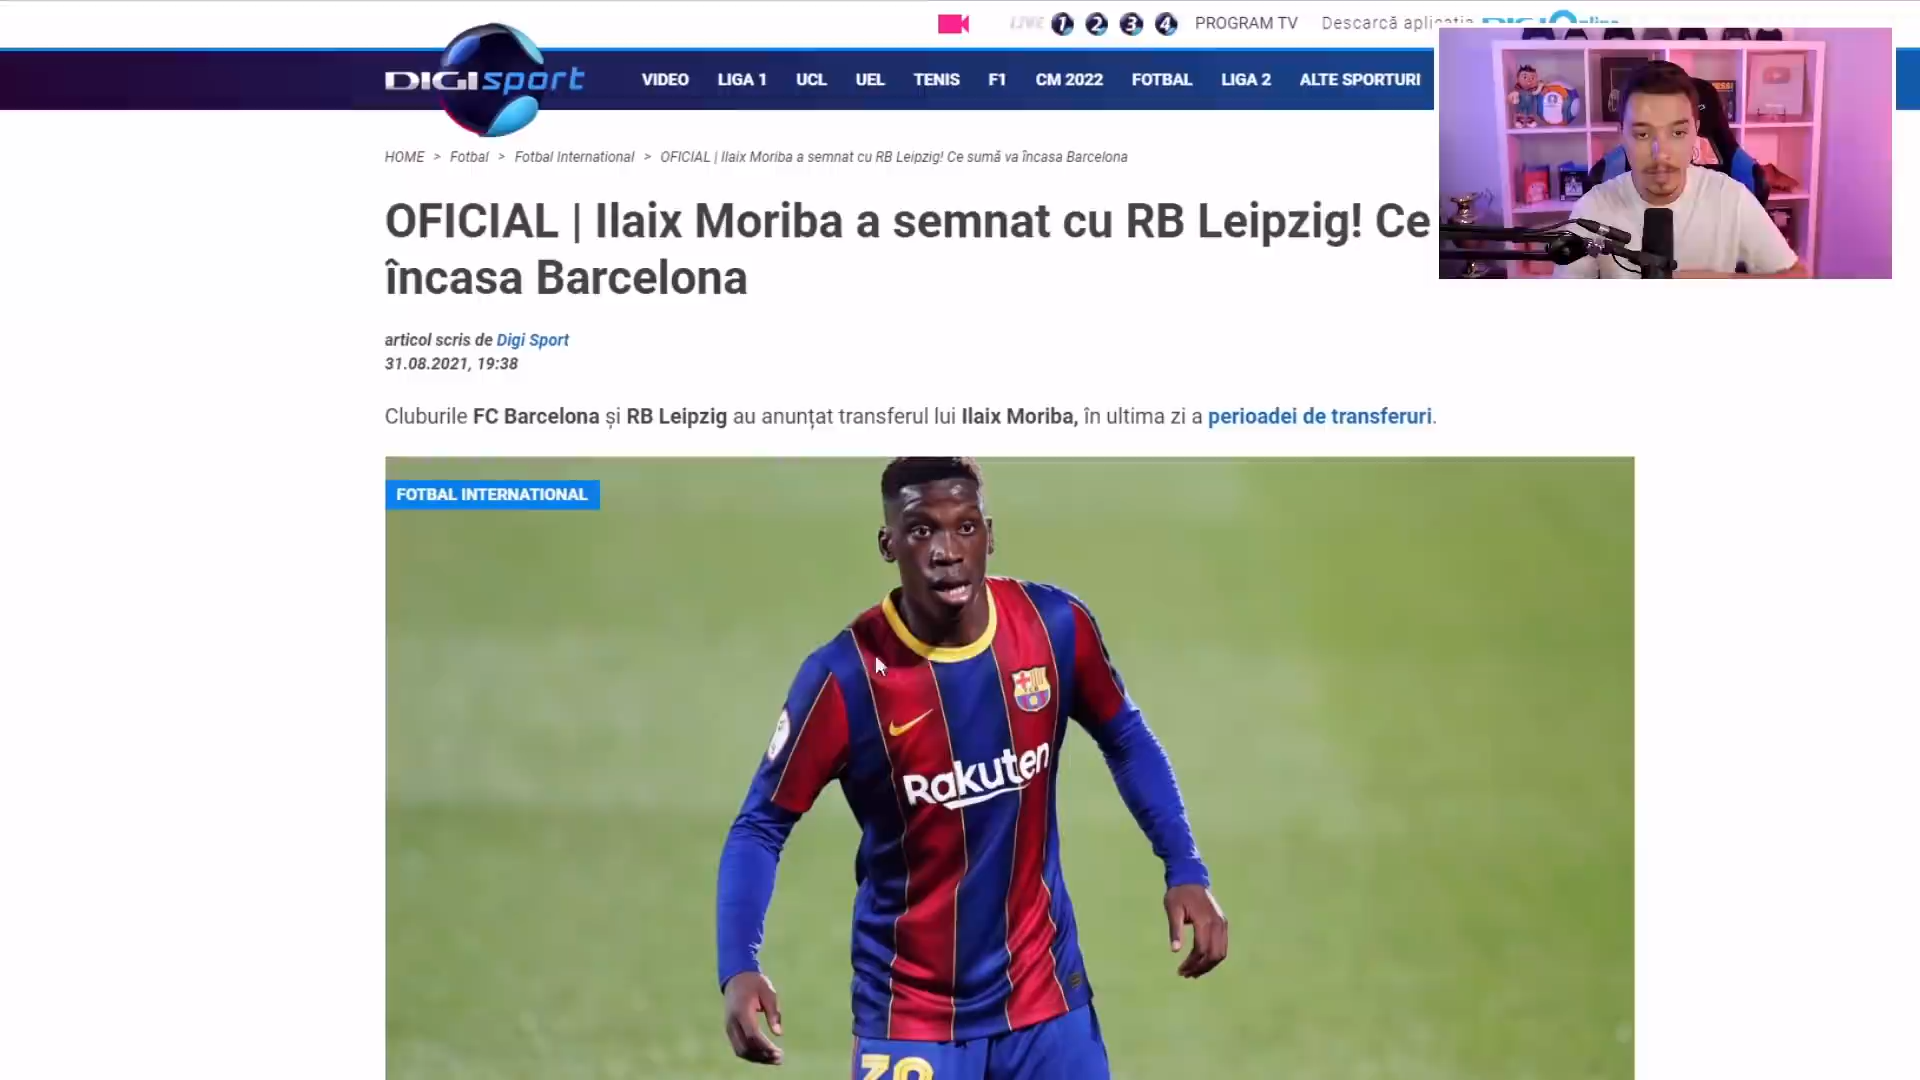 LIVE 1 2 3 4 PROGRAM TV Descarcă aplicația
DIGI sport VIDEO LIGA 1 UCL UEL TENIS F1 CM 2022 FOTBAL LIGA 2 ALTE SPORTURI
HOME > Fotbal > Fotbal International > OFICIAL | Ilaix Moriba a semnat cu RB Leipzig! Ce sumă va încasa Barcelona
OFICIAL | Ilaix Moriba a semnat cu RB Leipzig! Ce
încasa Barcelona
articol scris de Digi Sport
31.08.2021, 19:38
Cluburile FC Barcelona și RB Leipzig au anunțat transferul lui Ilaix Moriba, în ultima zi a perioadei de transferuri.
FOTBAL INTERNATIONAL
Rakuten